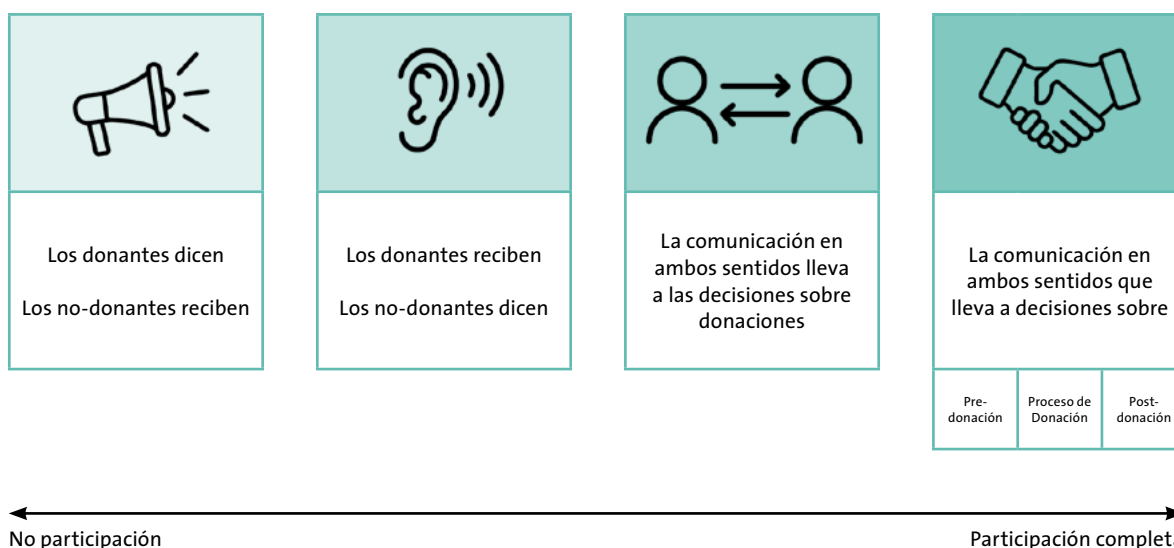 Los donantes dicen
Los no-donantes reciben
Los donantes reciben
Los no-donantes dicen
La comunicación en
ambos sentidos lleva
a las decisiones sobre
donaciones
La comunicación en
ambos sentidos que
lleva a decisiones sobre
Pre-
donación
Proceso de
Donación
Post-
donación
No participación
Participación complet